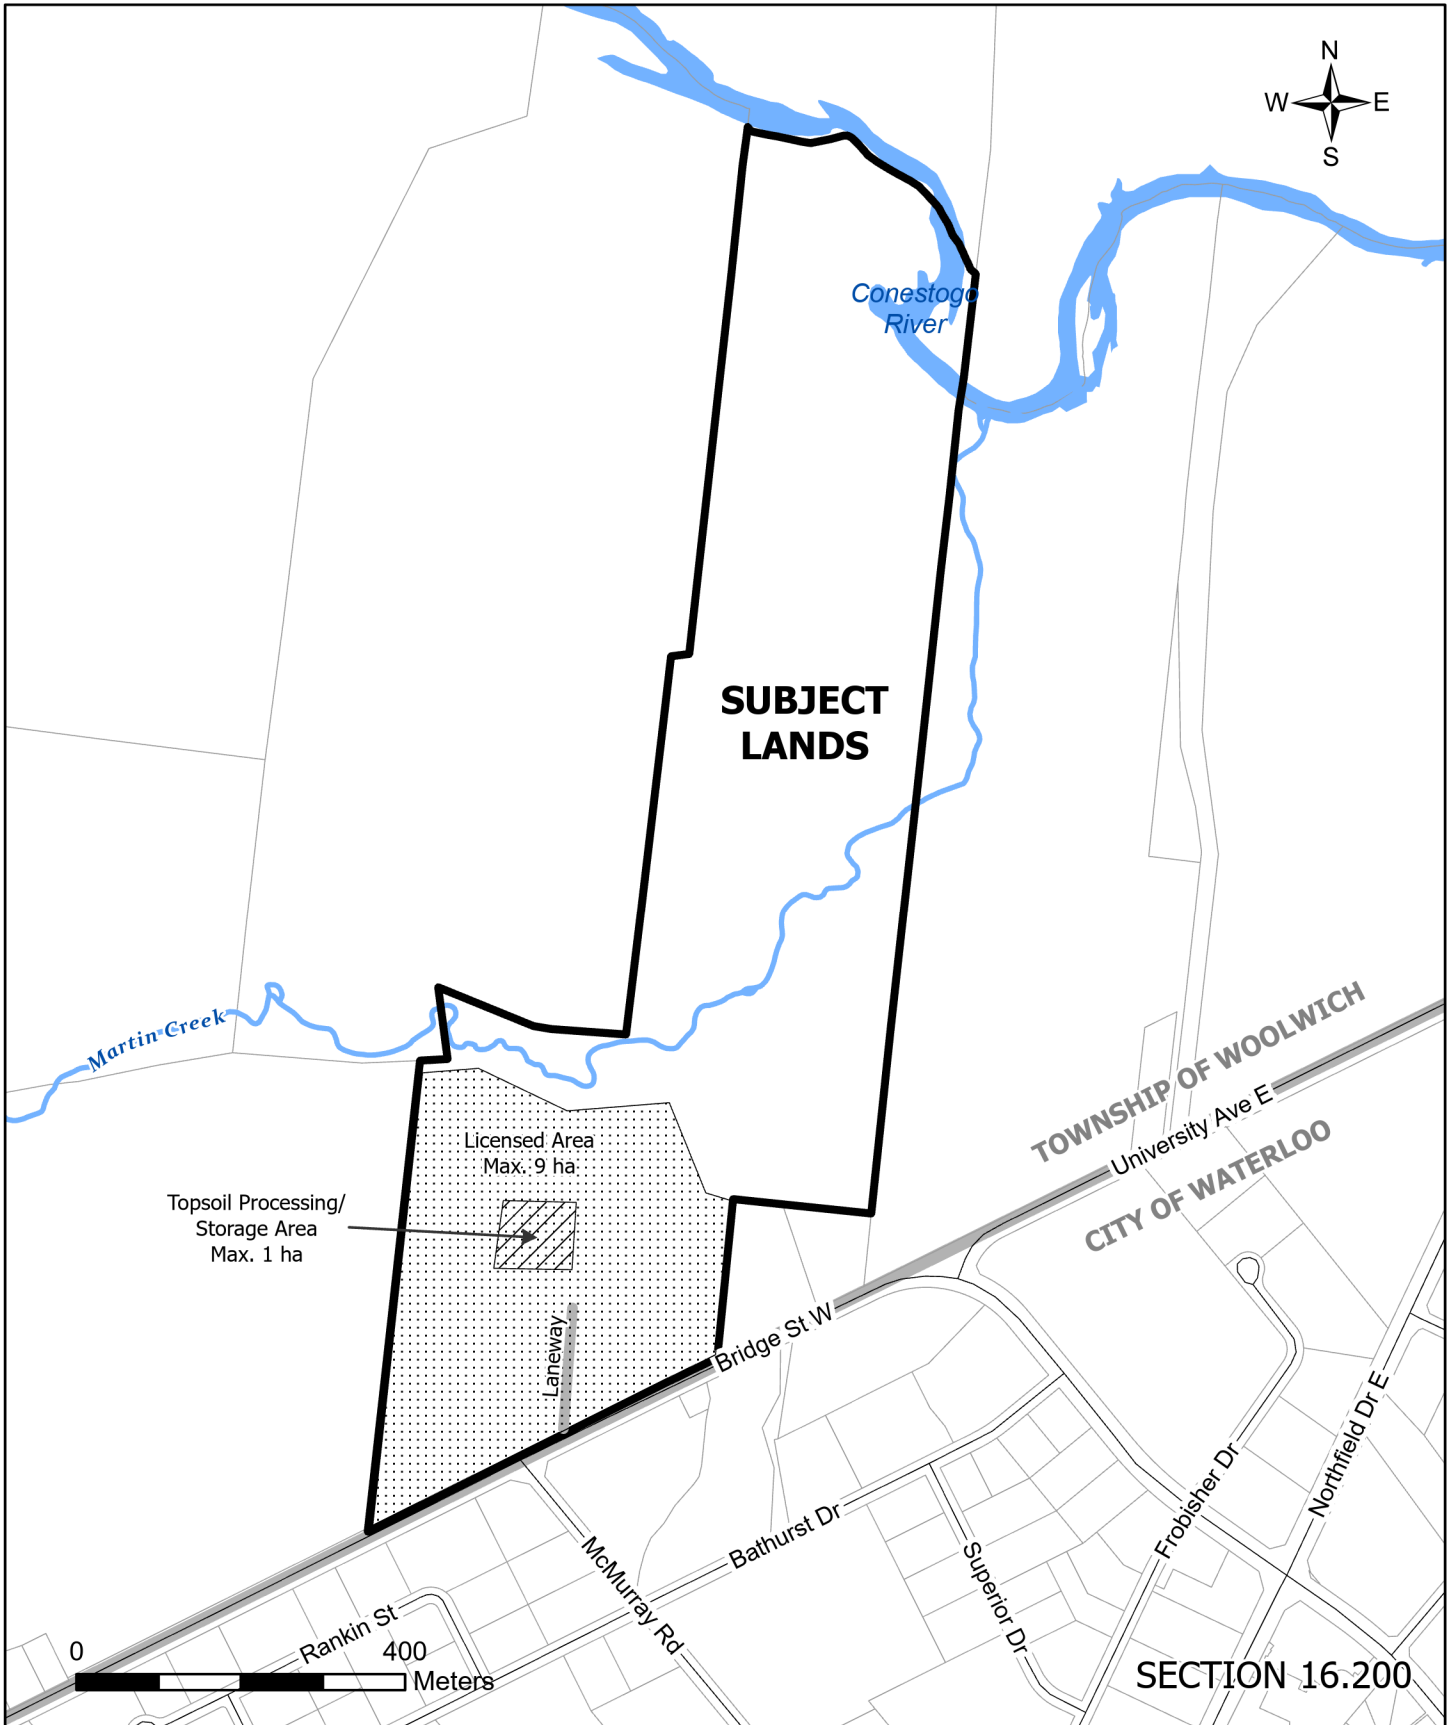 N
W E
S
Conestogo
River
SUBJECT
LANDS
Martin Creek
TOWNSHIP OF WOOLWICH
University Ave E
CITY OF WATERLOO
Licensed Area
Max. 9 ha
Topsoil Processing/
Storage Area
Max. 1 ha
Laneway
Bridge St W
Northfield Dr E
Frobisher Dr
Bathurst Dr
Superior Dr
McMurray Rd
Rankin St
0 400
Meters
SECTION 16.200